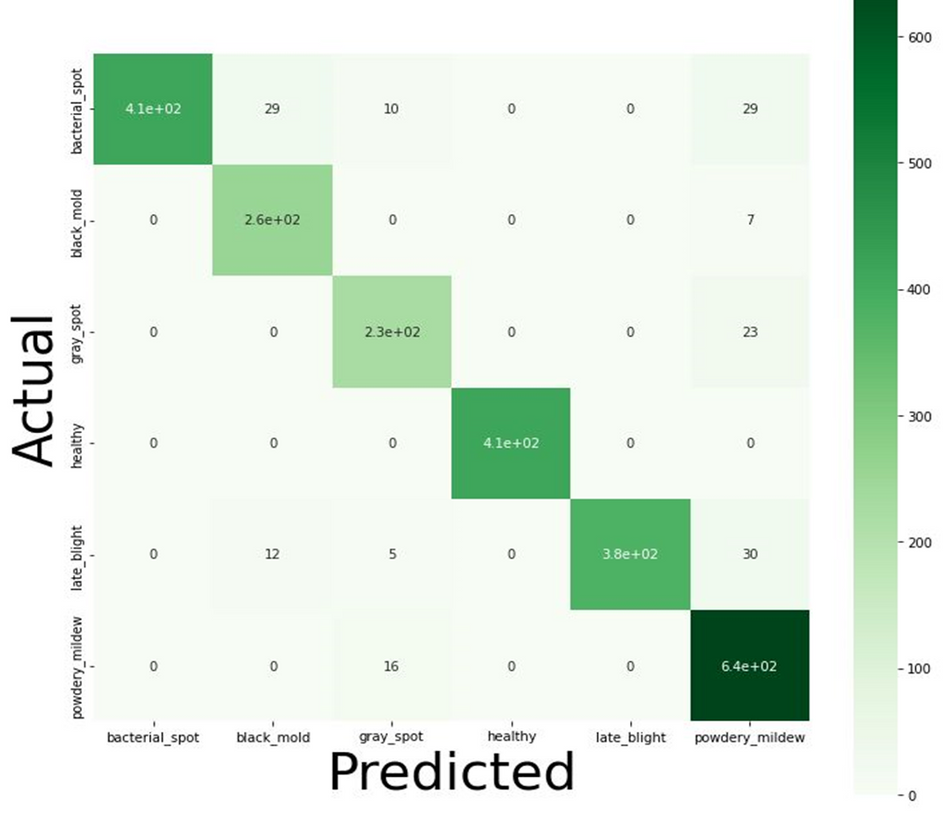 600
500
400
300
200
100
0
Actual
bacterial_spot 4.1e+02 29 10 0 0 29
black_mold 0 2.6e+02 0 0 0 7
gray_spot 0 0 2.3e+02 0 0 23
healthy 0 0 0 4.1e+02 0 0
late_blight 0 12 5 0 3.8e+02 30
powdery_mildew 0 0 16 0 0 6.4e+02
bacterial_spot black_mold gray_spot healthy late_blight powdery_mildew
Predicted